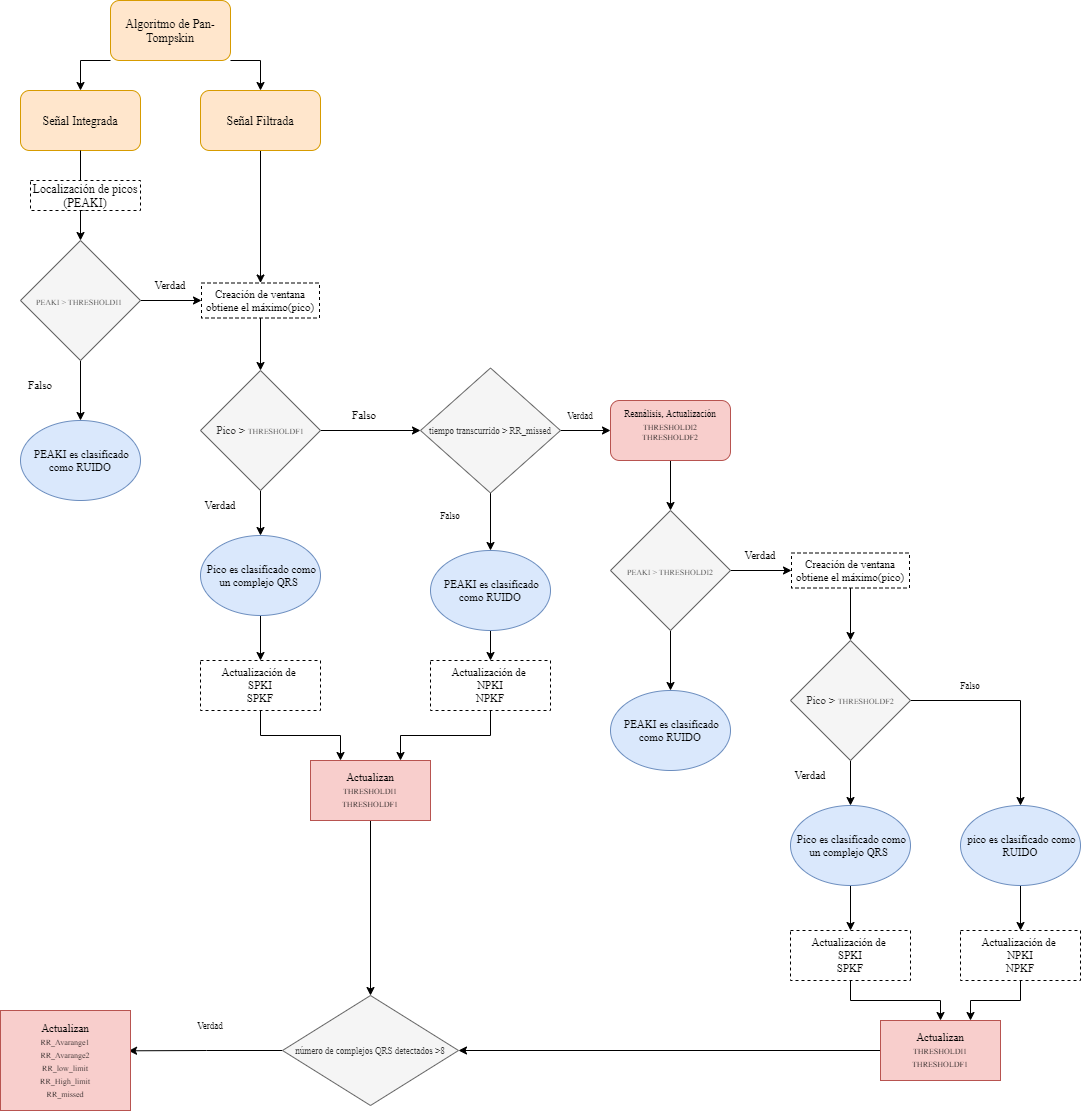 Algoritmo de Pan-
Tompskin
Señal Integrada
Señal Filtrada
Localización de picos
(PEAKI)
PEAKI > THRESHOLDI1
Verdad
Creación de ventana
obtiene el máximo(pico)
Falso
PEAKI es clasificado
como RUIDO
Pico > THRESHOLDF1
Falso
tiempo transcurrido > RR_missed
Verdad
Reanálisis, Actualización
THRESHOLDI2
THRESHOLDF2
Verdad
Falso
Pico es clasificado como
un complejo QRS
PEAKI es clasificado
como RUIDO
PEAKI > THRESHOLDI2
Verdad
Creación de ventana
obtiene el máximo(pico)
Actualización de
SPKI
SPKF
Actualización de
NPKI
NPKF
PEAKI es clasificado
como RUIDO
Pico > THRESHOLDF2
Falso
Verdad
Actualizan
THRESHOLDI1
THRESHOLDF1
Pico es clasificado como
un complejo QRS
pico es clasificado como
RUIDO
Actualización de
SPKI
SPKF
Actualización de
NPKI
NPKF
Actualizan
THRESHOLDI1
THRESHOLDF1
número de complejos QRS detectados >8
Verdad
Actualizan
RR_Avarange1
RR_Avarange2
RR_low_limit
RR_High_limit
RR_missed